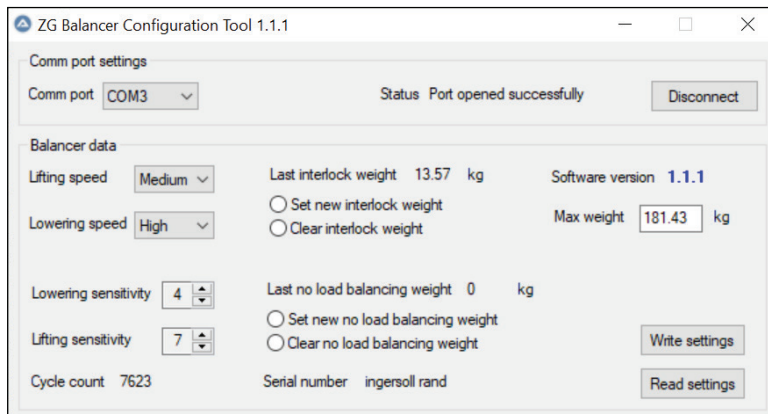 ZG Balancer Configuration Tool 1.1.1
Comm port settings
Comm port COM3 Status Port opened successfully Disconnect
Balancer data
Lifting speed Medium Last interlock weight 13.57 kg Software version 1.1.1
Set new interlock weight
Lowering speed High Clear interlock weight Max weight 181.43 kg
Lowering sensitivity 4 Last no load balancing weight 0 kg
Set new no load balancing weight
Lifting sensitivity 7 Clear no load balancing weight Write settings
Cycle count 7623 Serial number ingersoll rand Read settings